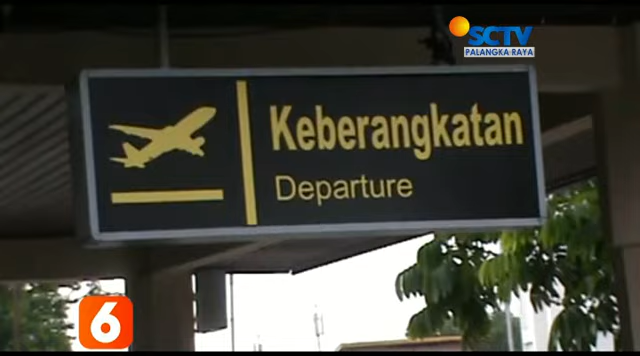 SCTV
PALANGKA RAYA
Keberangkatan
Departure
6